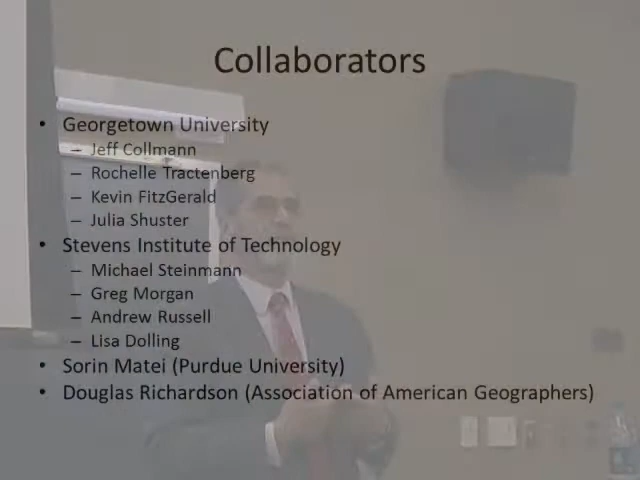 Collaborators
• Georgetown University
– Jeff Collmann
– Rochelle Tractenberg
– Kevin FitzGerald
– Julia Shuster
• Stevens Institute of Technology
– Michael Steinmann
– Greg Morgan
– Andrew Russell
– Lisa Dolling
• Sorin Matei (Purdue University)
• Douglas Richardson (Association of American Geographers)